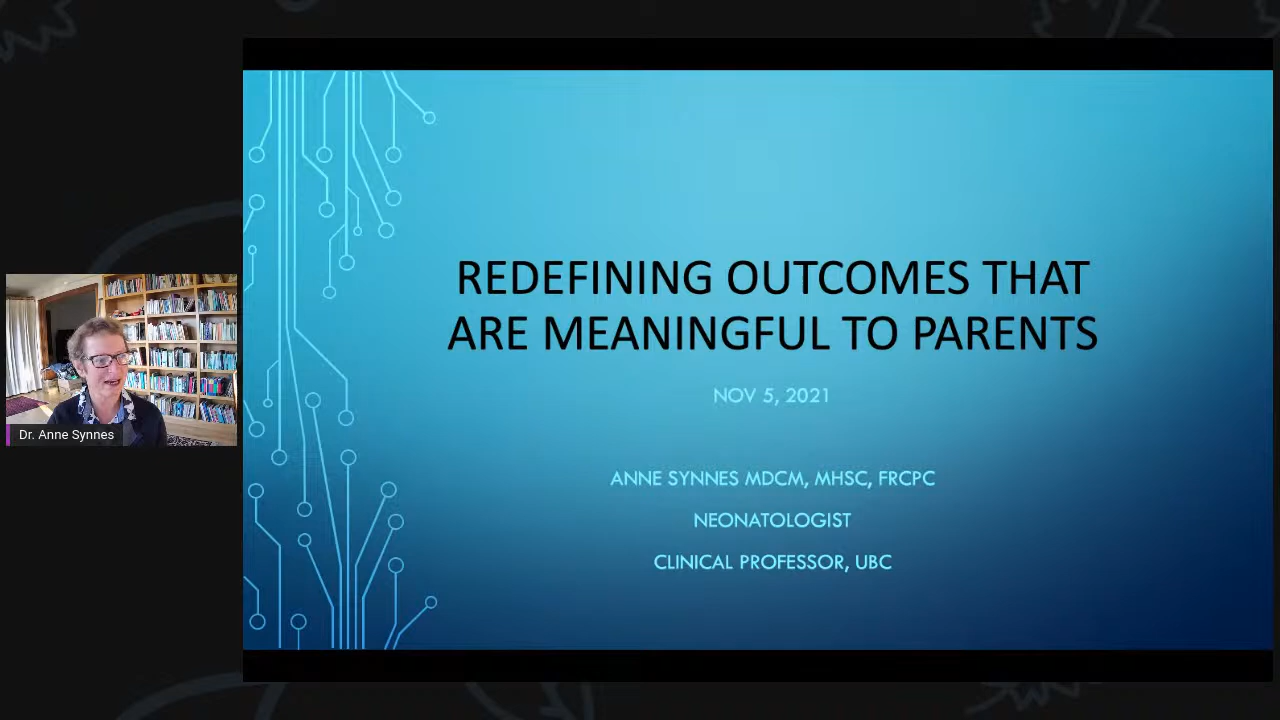 REDEFINING OUTCOMES THAT
ARE MEANINGFUL TO PARENTS
NOV 5, 2021
ANNE SYNNES MDCM, MHSC, FRCPC
NEONATOLOGIST
CLINICAL PROFESSOR, UBC
Dr. Anne Synnes